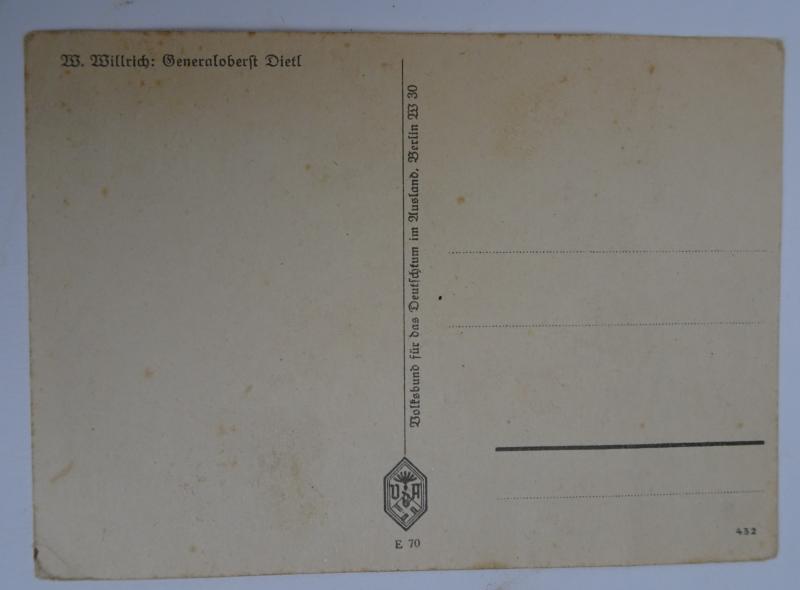 W. Willrich: Generaloberſt Dietl
Volksbund für das Deutſchtum im Ausland. Berlin W 30
VDA
E 70
432